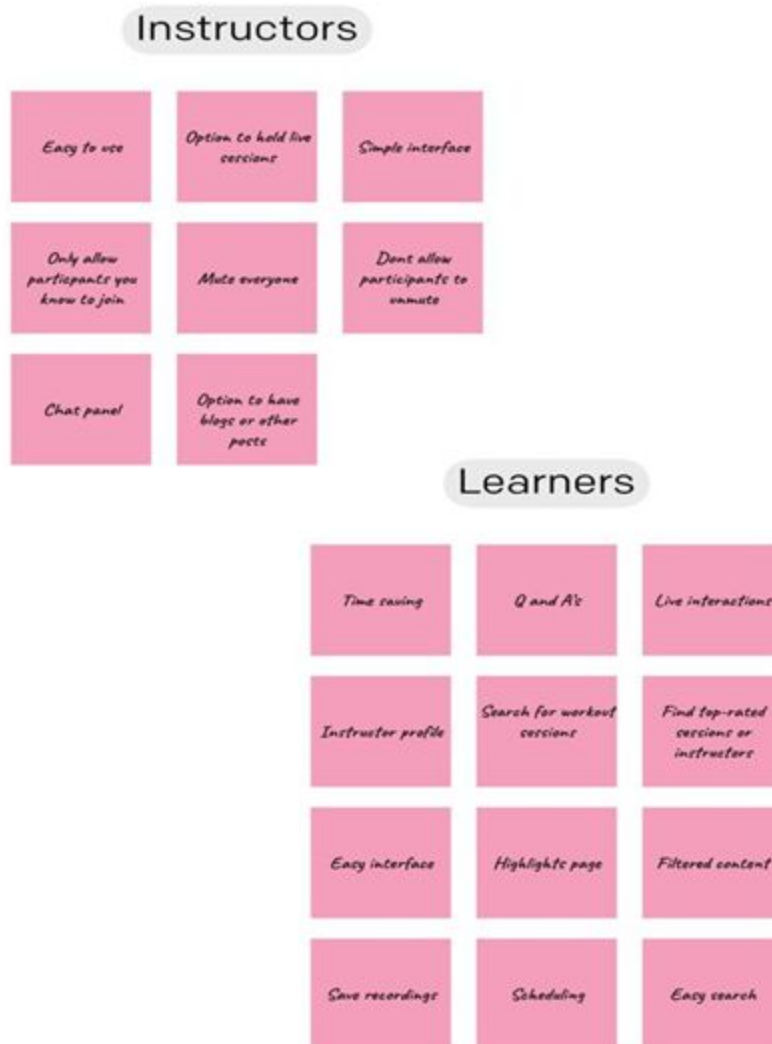 Instructors
Easy to use
Option to hold live
sessions
Simple interface
Only allow
particpants you
know to join
Mute everyone
Dont allow
participants to
unmute
Chat panel
Option to have
blogs or other
posts
Learners
Time saving
Q and A's
Live interactions
Instructor profile
Search for workout
sessions
Find top-rated
sessions or
instructors
Easy interface
Highlights page
Filtered content
Save recordings
Scheduling
Easy search